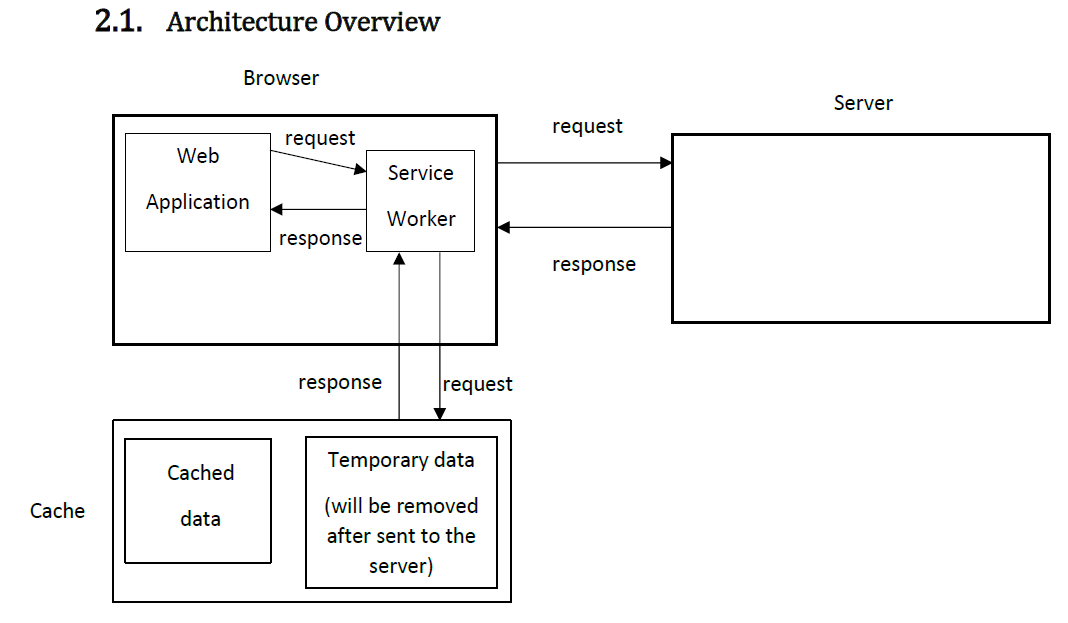 2.1. Architecture Overview
Browser
Server
request
Web
Application
request
Service
Worker
response
response
response
request
Cache
Cached
data
Temporary data
(will be removed
after sent to the
server)